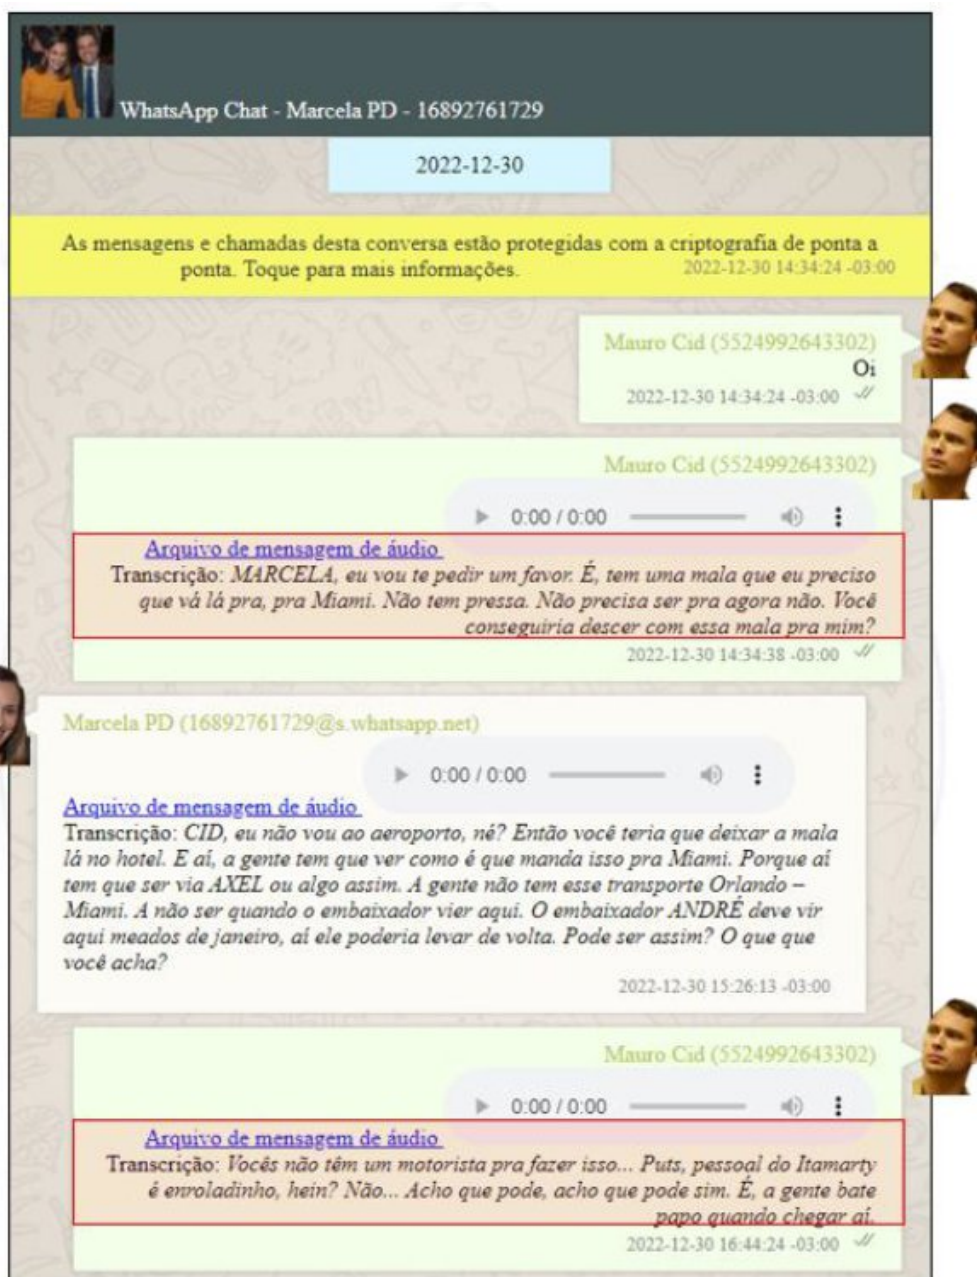 WhatsApp Chat - Marcela PD - 16892761729
2022-12-30
As mensagens e chamadas desta conversa estão protegidas com a criptografia de ponta a
ponta. Toque para mais informações.
2022-12-30 14:34:24 -03:00
Mauro Cid (5524992643302)
Oi
2022-12-30 14:34:24 -03:00
Mauro Cid (5524992643302)
0:00 / 0:00
Arquivo de mensagem de áudio
Transcrição: MARCELA, eu vou te pedir um favor. É, tem uma mala que eu preciso
que vá lá pra, pra Miami. Não tem pressa. Não precisa ser pra agora não. Você
conseguiria descer com essa mala pra mim?
2022-12-30 14:34:38 -03:00
Marcela PD (16892761729@s.whatsapp.net)
0:00 / 0:00
Arquivo de mensagem de áudio
Transcrição: CID, eu não vou ao aeroporto, né? Então você teria que deixar a mala
lá no hotel. E aí, a gente tem que ver como é que manda isso pra Miami. Porque aí
tem que ser via AXEL ou algo assim. A gente não tem esse transporte Orlando –
Miami. A não ser quando o embaixador vier aqui. O embaixador ANDRÉ deve vir
aqui meados de janeiro, aí ele poderia levar de volta. Pode ser assim? O que que
você acha?
2022-12-30 15:26:13 -03:00
Mauro Cid (5524992643302)
0:00 / 0:00
Arquivo de mensagem de áudio
Transcrição: Vocês não têm um motorista pra fazer isso... Puts, pessoal do Itamarty
é enroladinho, hein? Não... Acho que pode, acho que pode sim. É, a gente bate
papo quando chegar aí.
2022-12-30 16:44:24 -03:00